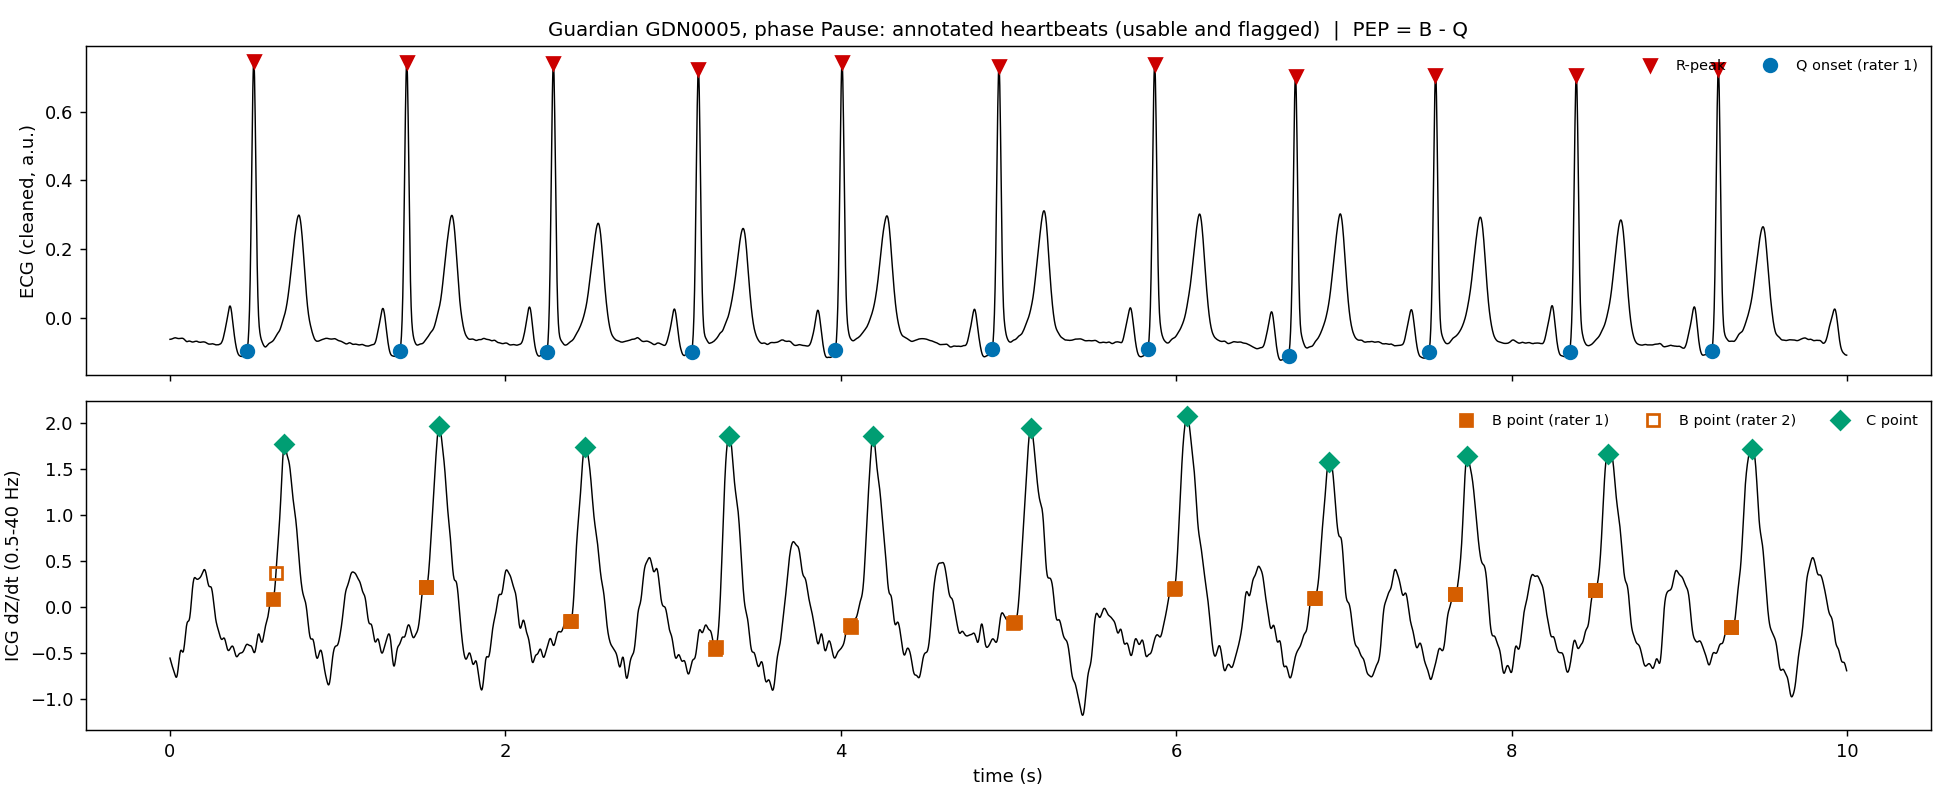 Guardian GDN0005, phase Pause: annotated heartbeats (usable and flagged)  |  PEP = B - Q
R-peak
Q onset (rater 1)
ECG (cleaned, a.u.)
0.6
0.4
0.2
0.0
B point (rater 1)
B point (rater 2)
C point
ICG dZ/dt (0.5-40 Hz)
2.0
1.5
1.0
0.5
0.0
−0.5
−1.0
0 2 4 6 8 10
time (s)